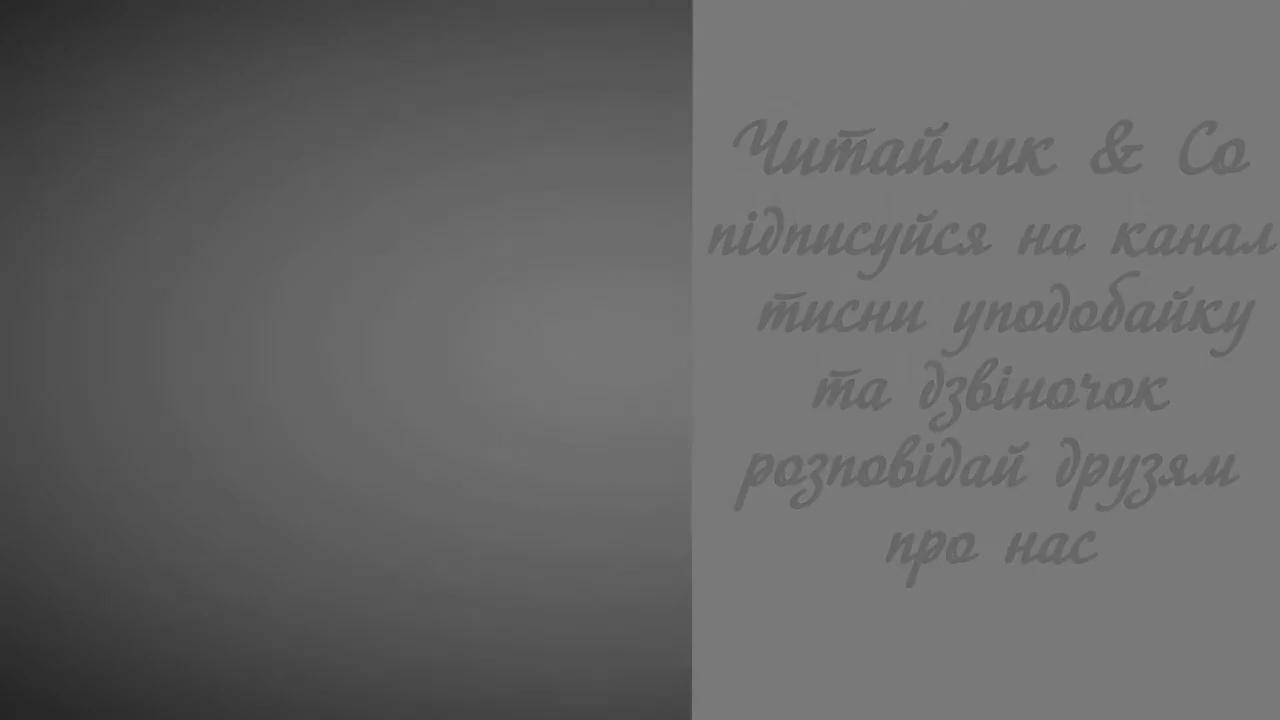 Читайлик & Co
підписуйся на канал
тисни уподобайку
та дзвіночок
розповідай друзям
про нас